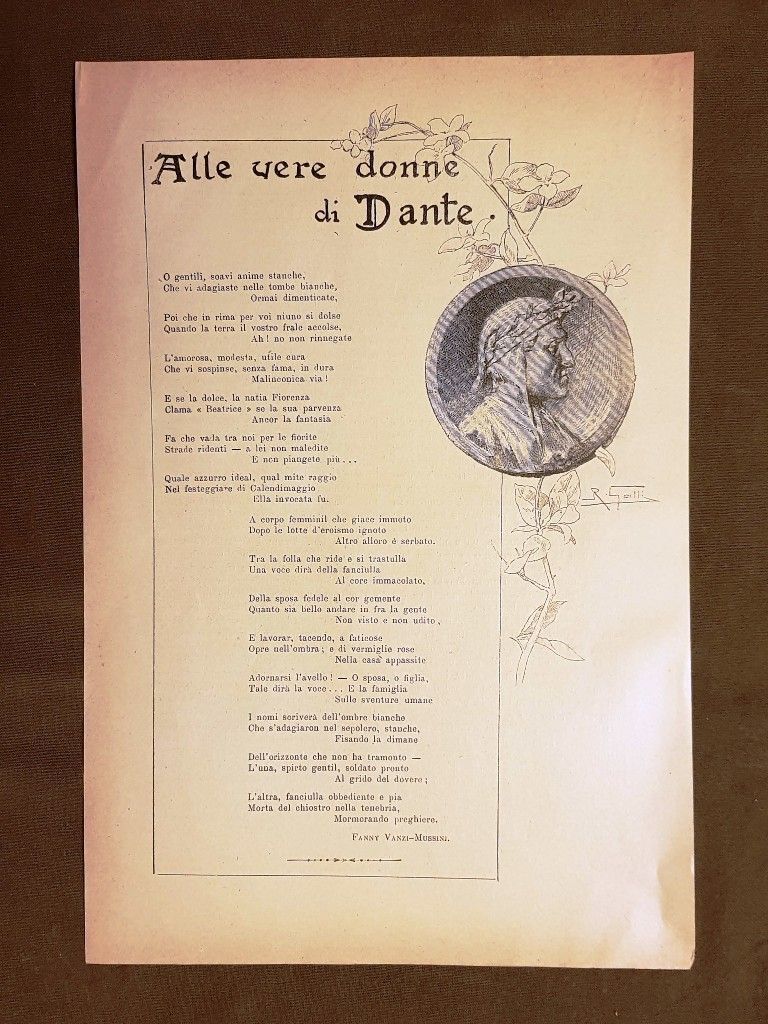 Alle vere donne
di Dante.
O gentili, soavi anime stanche,
Che vi adagiaste nelle tombe bianche,
Ormai dimenticate,
Poi che in rima per voi niuno si dolse
Quando la terra il vostro frale accolse,
Ah! no non rinnegate
L'amorosa, modesta, utile cura
Che vi sospinse, senza fama, in dura
Malinconica via!
E se la dolce, la natia Fiorenza
Clama « Beatrice » se la sua parvenza
Ancor la fantasia
Fa che vada tra noi per le fiorite
Strade ridenti — a lei non maledite
E non piangete più...
Quale azzurro ideal, qual mite raggio
Nel festeggiare di Calendimaggio
Ella invocata fu.
A corpo femminil che giace immoto
Dopo le lotte d'eroismo ignoto
Altro alloro è serbato.
Tra la folla che ride e si trastulla
Una voce dirà della fanciulla
Al core immacolato,
Della sposa fedele al cor gemente
Quanto sia bello andare in fra la gente
Non visto e non udito,
E lavorar, tacendo, a faticose
Opre nell'ombra; e di vermiglie rose
Nella casa appassite
Adornarsi l'avello! — O sposa, o figlia,
Tale dirà la voce... E la famiglia
Sulle sventure umane
I nomi scriverà dell'ombre bianche
Che s'adagiaron nel sepolcro, stanche,
Fisando la dimane
Dell'orizzonte che non ha tramonto —
L'una, spirto gentil, soldato pronto
Al grido del dovere;
L'altra, fanciulla obbediente e pia
Morta del chiostro nella tenebria,
Mormorando preghiere.
Fanny Vanzi-Mussini.